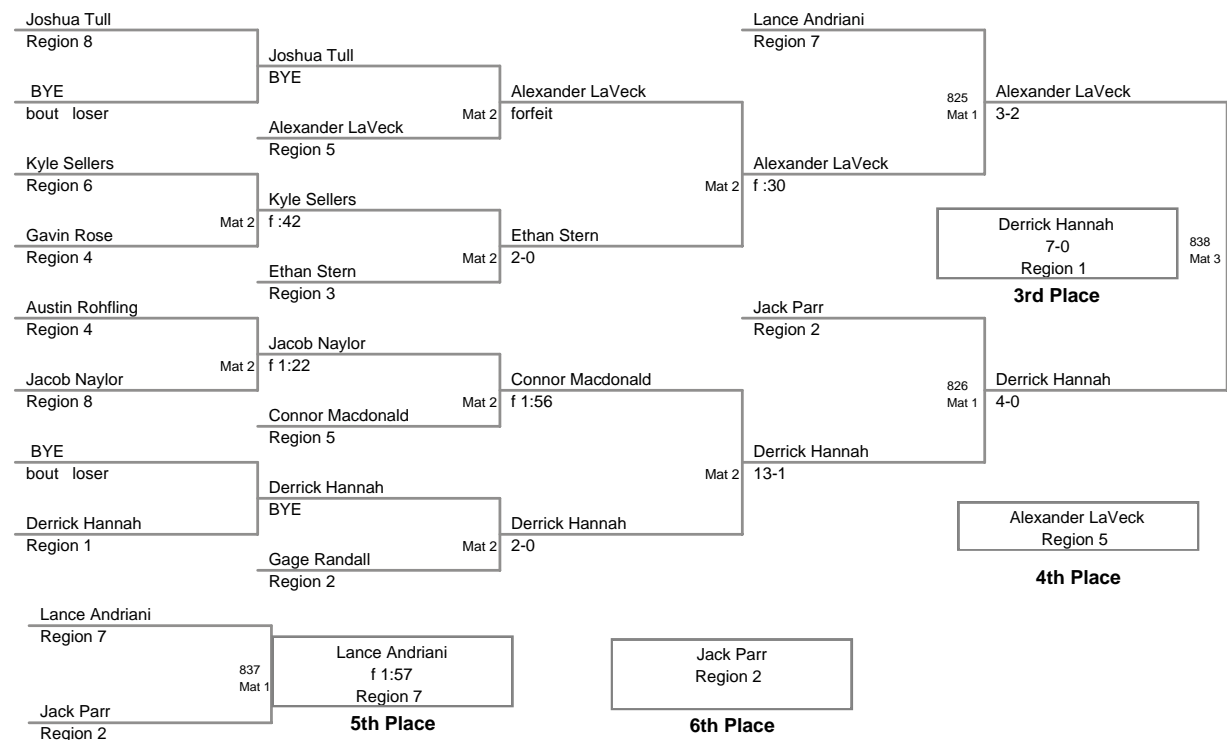 Joshua Tull
Region 8
BYE
bout loser
Kyle Sellers
Region 6
Mat 2
Gavin Rose
Region 4
Austin Rohfling
Region 4
Mat 2
Jacob Naylor
Region 8
BYE
bout loser
Derrick Hannah
Region 1
Joshua Tull
BYE
Mat 2
Alexander LaVeck
Region 5
Kyle Sellers
f :42
Mat 2
Ethan Stern
Region 3
Jacob Naylor
f 1:22
Mat 2
Connor Macdonald
Region 5
Derrick Hannah
BYE
Mat 2
Gage Randall
Region 2
Alexander LaVeck
forfeit
Mat 2
Ethan Stern
2-0
Connor Macdonald
f 1:56
Mat 2
Derrick Hannah
2-0
Lance Andriani
Region 7
825
Mat 1
Alexander LaVeck
f :30
Jack Parr
Region 2
826
Mat 1
Derrick Hannah
13-1
Alexander LaVeck
3-2
838
Mat 3
Derrick Hannah
4-0
Derrick Hannah
7-0
Region 1
3rd Place
Alexander LaVeck
Region 5
4th Place
Lance Andriani
Region 7
837
Mat 1
Jack Parr
Region 2
Lance Andriani
f 1:57
Region 7
5th Place
Jack Parr
Region 2
6th Place